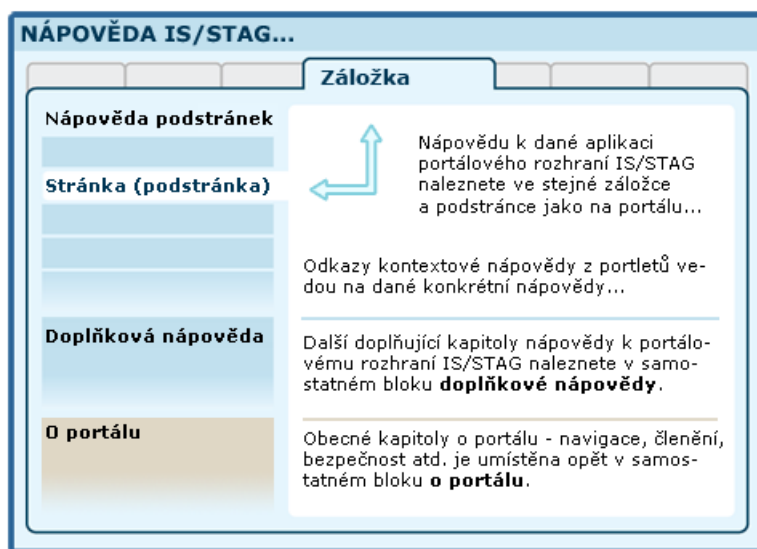 NÁPOVĚDA IS/STAG...
Záložka
Nápověda podstránek
Stránka (podstránka)
Nápovědu k dané aplikaci
portálového rozhraní IS/STAG
naleznete ve stejné záložce
a podstránce jako na portálu...
Odkazy kontextové nápovědy z portletů ve-
dou na dané konkrétní nápovědy...
Doplňková nápověda
Další doplňující kapitoly nápovědy k portálo-
vému rozhraní IS/STAG naleznete v samo-
statném bloku doplňkové nápovědy.
O portálu
Obecné kapitoly o portálu - navigace, členění,
bezpečnost atd. je umístěna opět v samos-
tatném bloku o portálu.